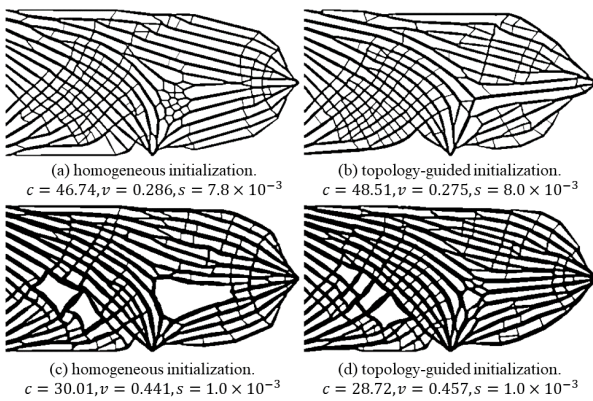 (a) homogeneous initialization.
c = 46.74, v = 0.286, s = 7.8 × 10⁻³
(b) topology-guided initialization.
c = 48.51, v = 0.275, s = 8.0 × 10⁻³
(c) homogeneous initialization.
c = 30.01, v = 0.441, s = 1.0 × 10⁻³
(d) topology-guided initialization.
c = 28.72, v = 0.457, s = 1.0 × 10⁻³